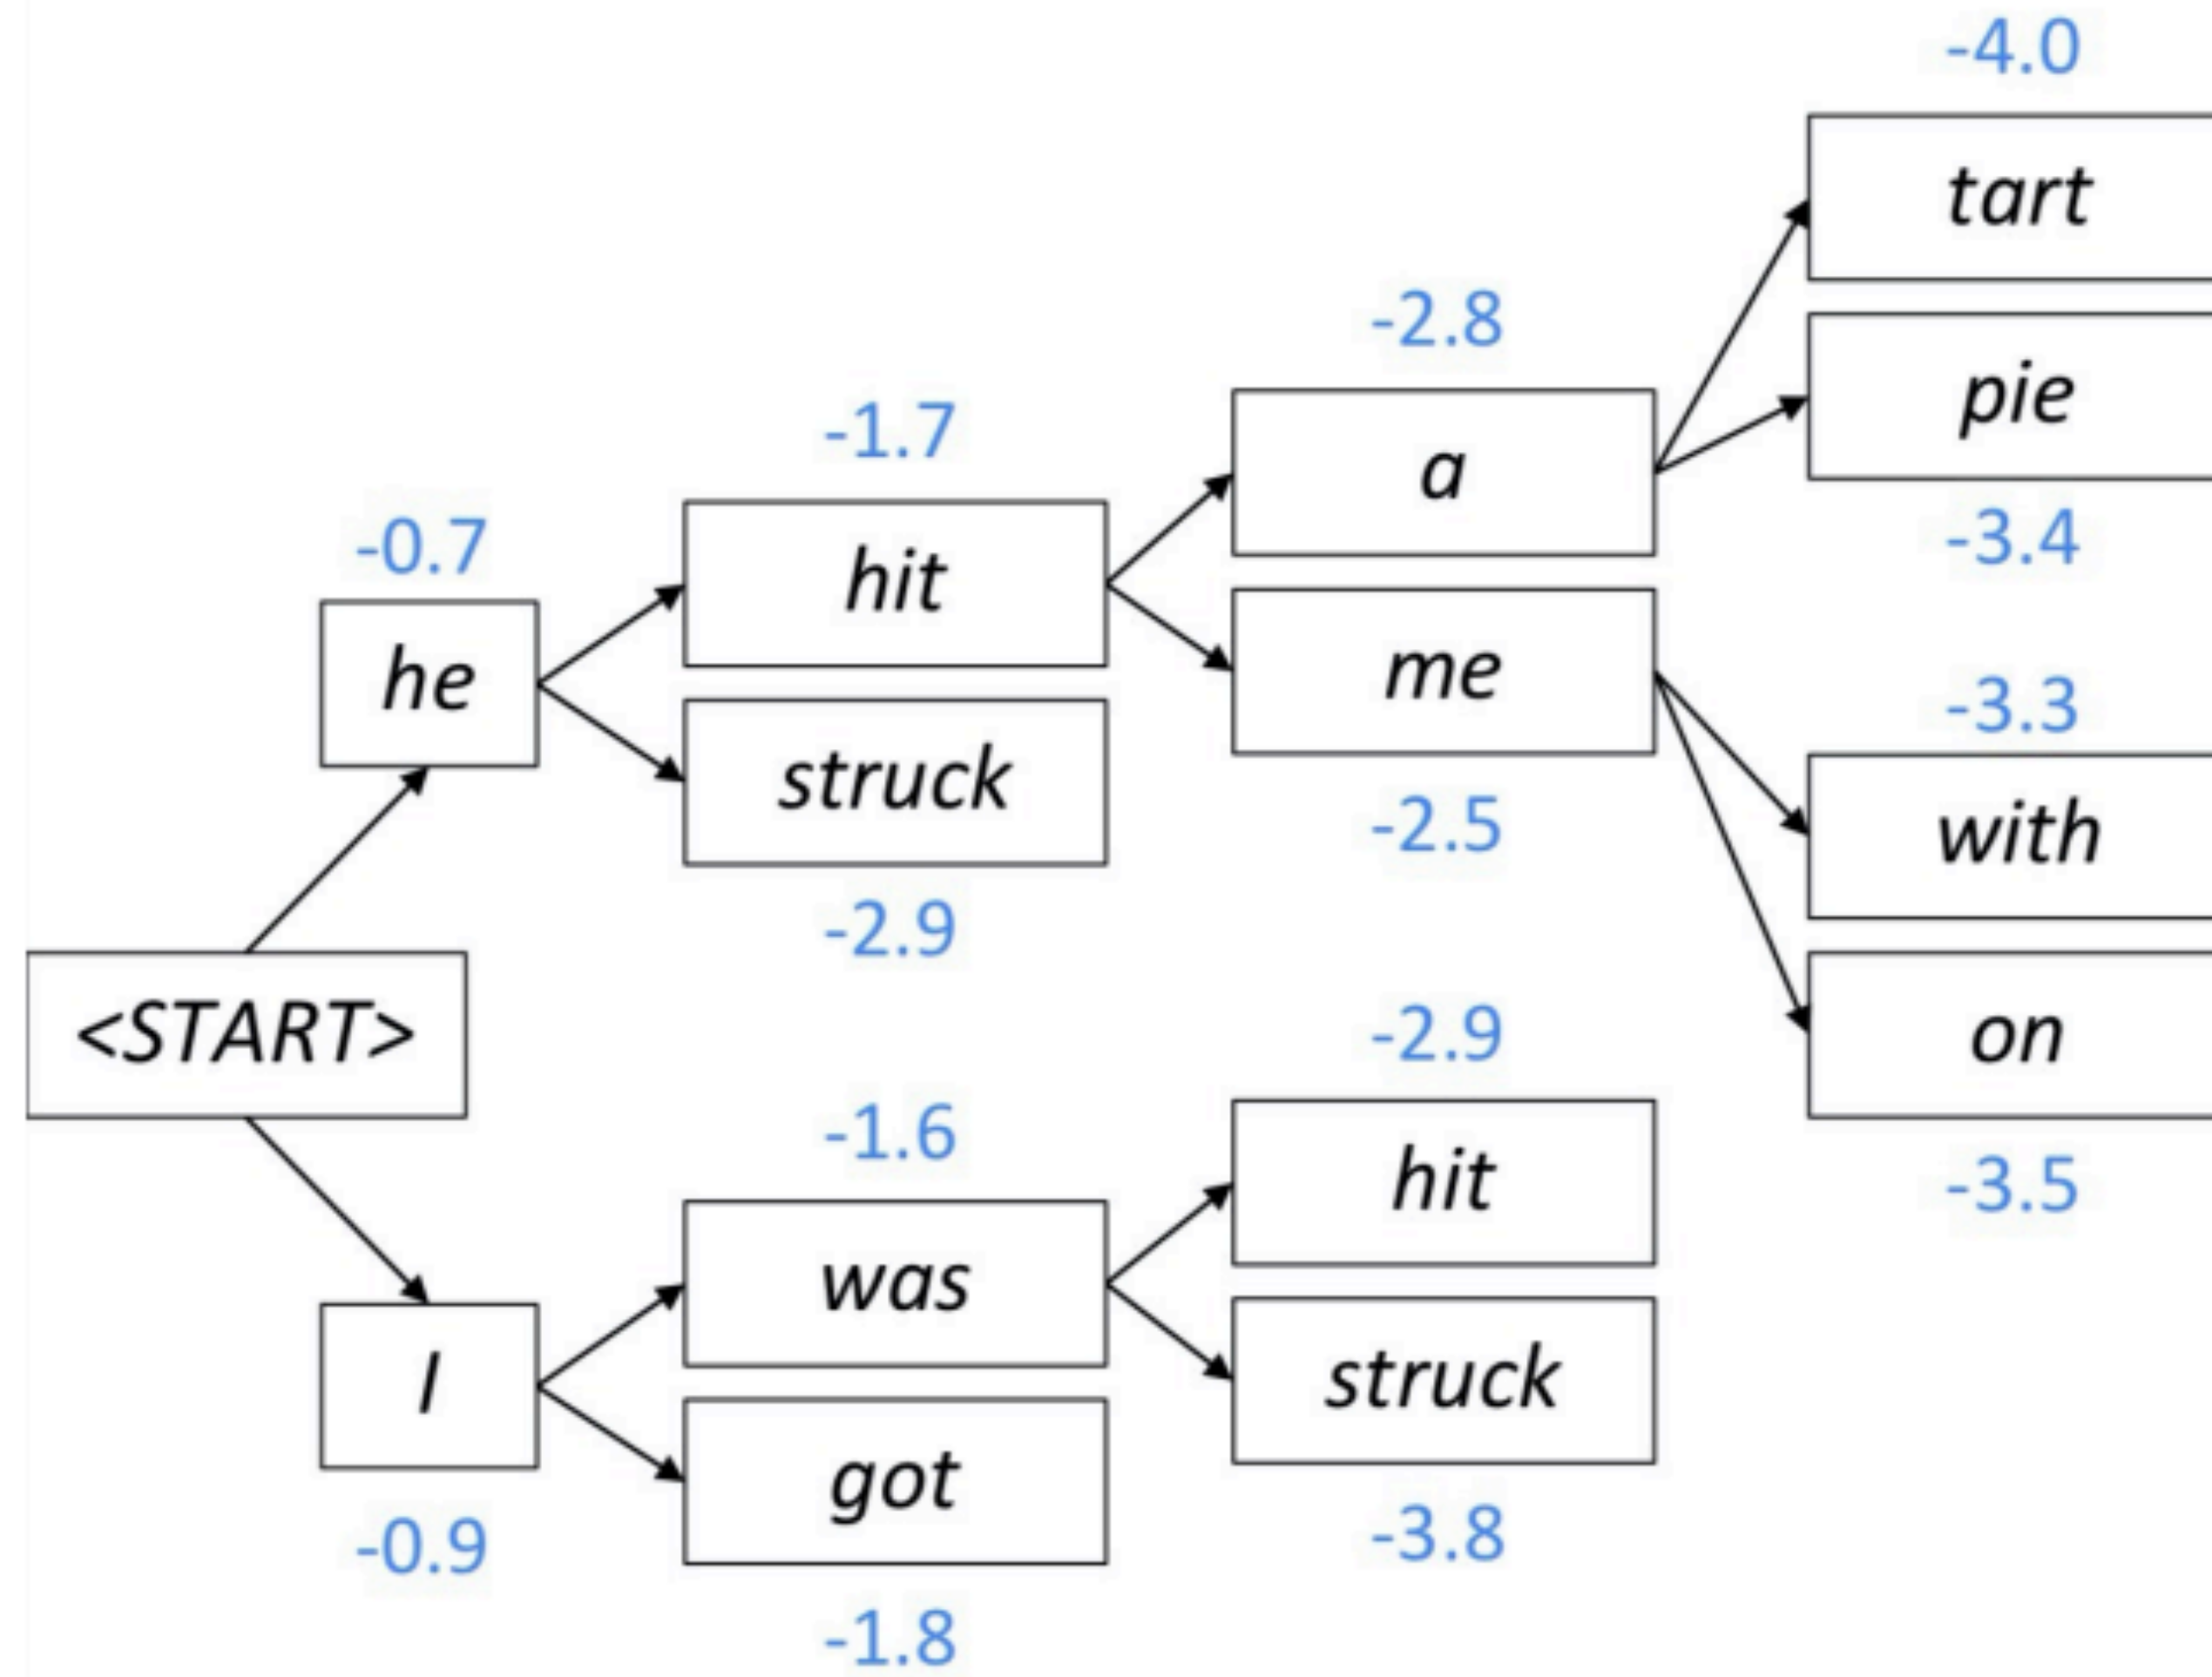 -4.0
tart
-2.8
pie
-1.7
a
-3.4
-0.7
hit
he
me
-3.3
struck
-2.5
with
-2.9
<START>
-2.9
on
-1.6
hit
-3.5
was
I
struck
got
-0.9
-3.8
-1.8